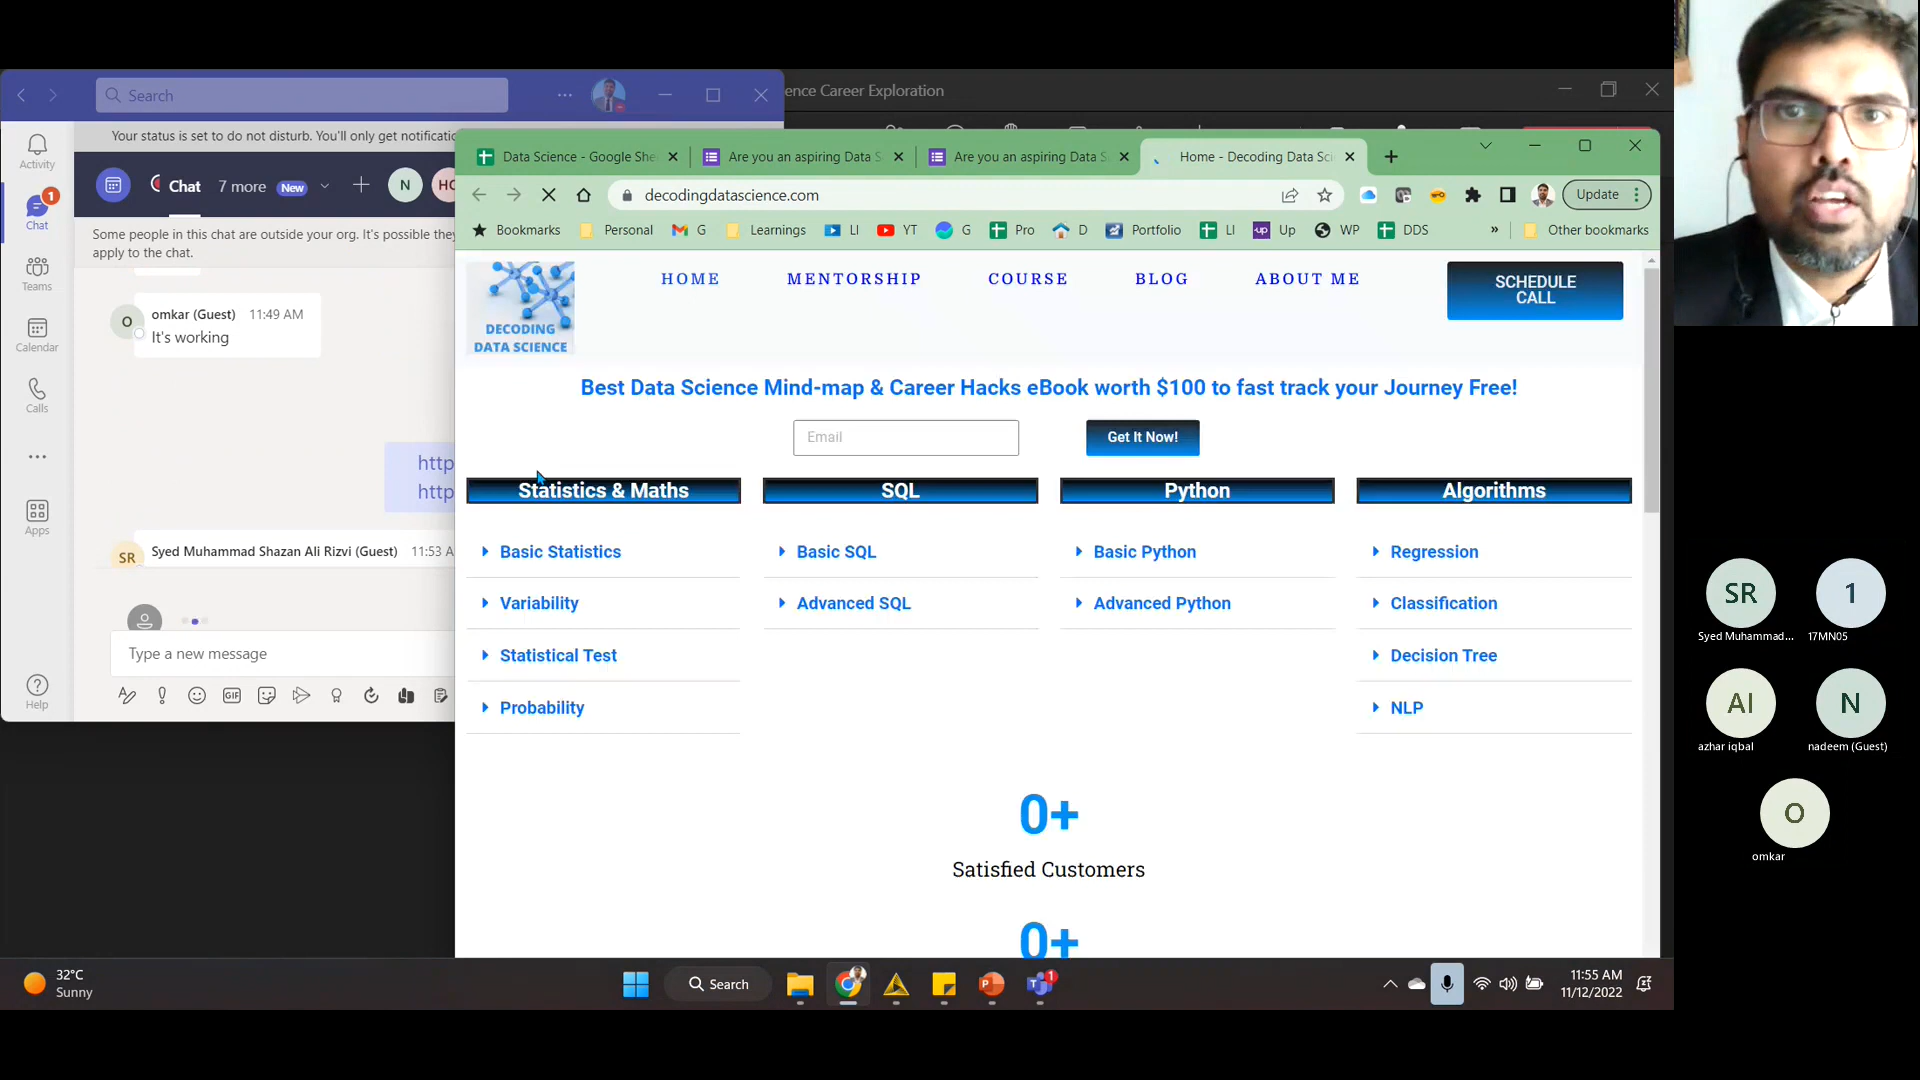 Search
ence Career Exploration
Your status is set to do not disturb. You'll only get notificatio
Activity
Chat
1
Teams
Calendar
Calls
Apps
Help
Chat
7 more
New
N
HC
Some people in this chat are outside your org. It's possible they
apply to the chat.
O
omkar (Guest) 11:49 AM
It's working
http
http
SR
Syed Muhammad Shazan Ali Rizvi (Guest) 11:53 A
Type a new message
GIF
Data Science - Google She
Are you an aspiring Data S
Are you an aspiring Data S
Home - Decoding Data Sci
decodingdatascience.com
Update
Bookmarks
Personal
G
Learnings
LI
YT
G
Pro
D
Portfolio
LI
up
Up
WP
DDS
»
Other bookmarks
DECODING
DATA SCIENCE
HOME
MENTORSHIP
COURSE
BLOG
ABOUT ME
SCHEDULE
CALL
Best Data Science Mind-map & Career Hacks eBook worth $100 to fast track your Journey Free!
Email
Get It Now!
Statistics & Maths
Basic Statistics
Variability
Statistical Test
Probability
SQL
Basic SQL
Advanced SQL
Python
Basic Python
Advanced Python
Algorithms
Regression
Classification
Decision Tree
NLP
0+
Satisfied Customers
0+
32°C
Sunny
Search
1
11:55 AM
11/12/2022
SR
Syed Muhammad...
1
17MN05
AI
azhar iqbal
N
nadeem (Guest)
O
omkar